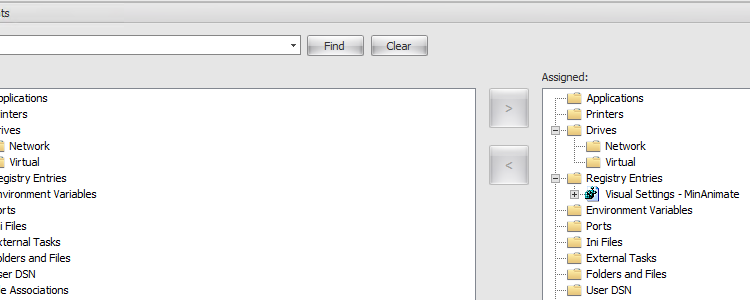 Find
Clear
Assigned:
Applications
Printers
Drives
Network
Virtual
Registry Entries
Visual Settings - MinAnimate
Environment Variables
Ports
Ini Files
External Tasks
Folders and Files
User DSN
ts
pplications
rinters
rives
Network
Virtual
egistry Entries
nvironment Variables
orts
ni Files
xternal Tasks
olders and Files
ser DSN
e Associations